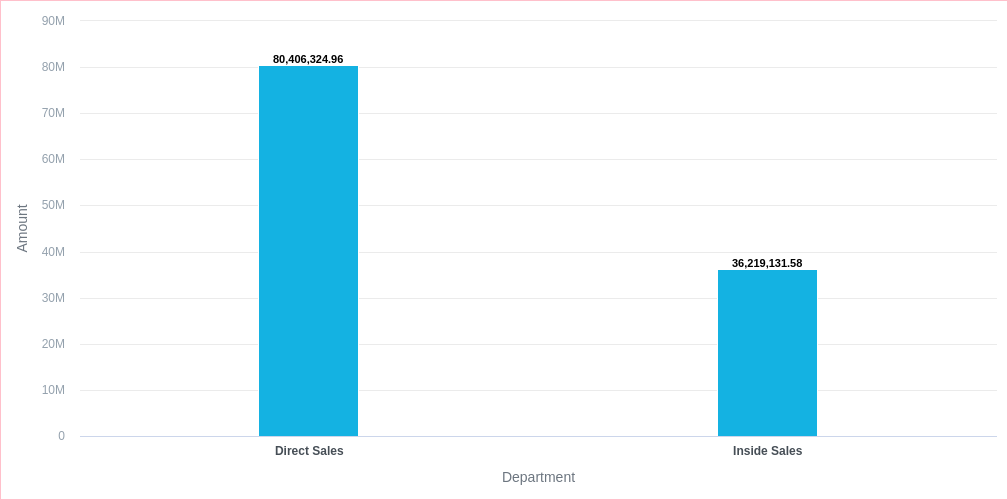 90M
80,406,324.96
80M
70M
60M
50M
Amount
40M
36,219,131.58
30M
20M
10M
0
Direct Sales
Inside Sales
Department